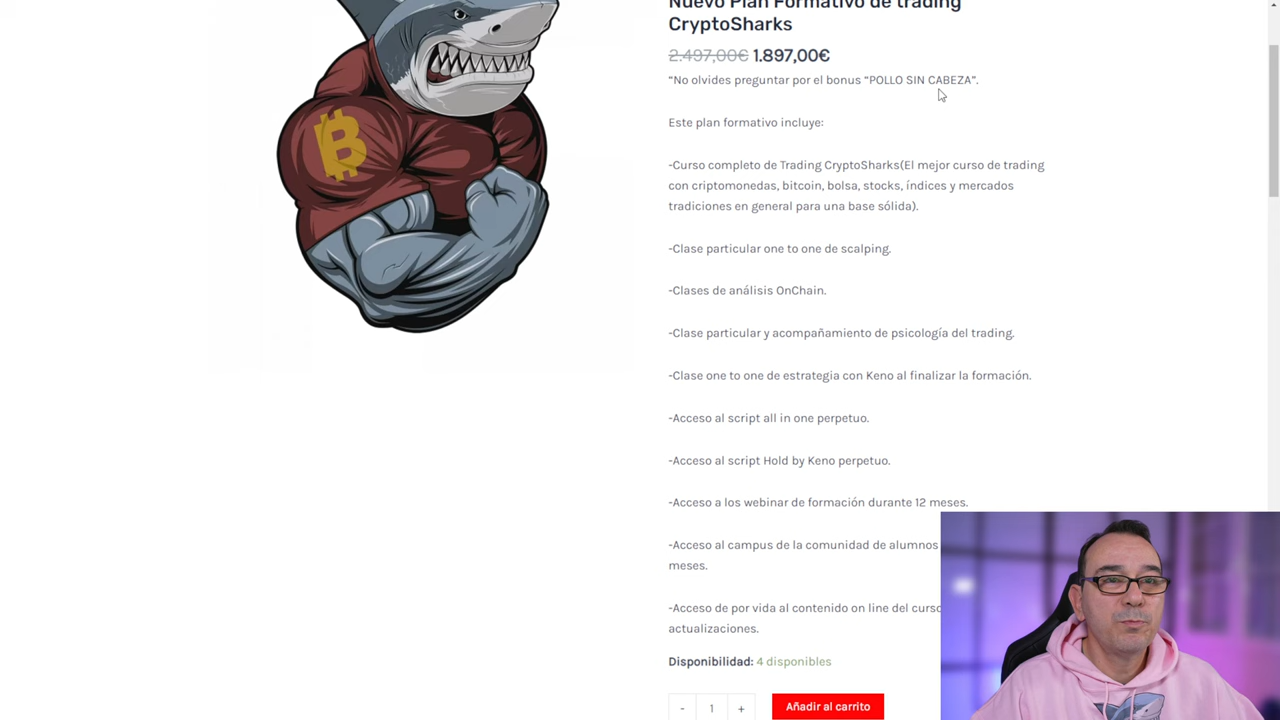 Nuevo Plan Formativo de trading
CryptoSharks
2.497,00€ 1.897,00€
“No olvides preguntar por el bonus “POLLO SIN CABEZA”.
Este plan formativo incluye:
-Curso completo de Trading CryptoSharks(El mejor curso de trading
con criptomonedas, bitcoin, bolsa, stocks, índices y mercados
tradiciones en general para una base sólida).
-Clase particular one to one de scalping.
-Clases de análisis OnChain.
-Clase particular y acompañamiento de psicología del trading.
-Clase one to one de estrategia con Keno al finalizar la formación.
-Acceso al script all in one perpetuo.
-Acceso al script Hold by Keno perpetuo.
-Acceso a los webinar de formación durante 12 meses.
-Acceso al campus de la comunidad de alumnos
meses.
-Acceso de por vida al contenido on line del curso
actualizaciones.
Disponibilidad: 4 disponibles
- 1 + Añadir al carrito